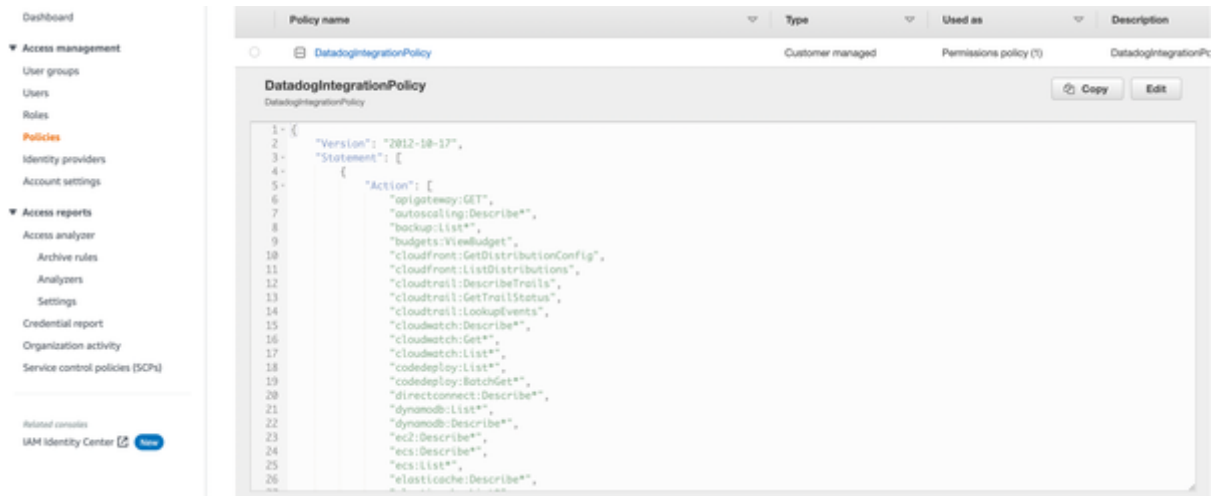 Dashboard
Access management
User groups
Users
Roles
Policies
Identity providers
Account settings
Access reports
Access analyzer
Archive rules
Analyzers
Settings
Credential report
Organization activity
Service control policies (SCPs)
Related consoles
IAM Identity Center New
Policy name Type Used as Description
DatadogIntegrationPolicy Customer managed Permissions policy (1) DatadogIntegrationPc
DatadogIntegrationPolicy Copy Edit
DatadogIntegrationPolicy
1 {
2 "Version": "2012-10-17",
3 "Statement": [
4 {
5 "Action": [
6 "apigateway:GET",
7 "autoscaling:Describe*",
8 "backup:List*",
9 "budgets:ViewBudget",
10 "cloudfront:GetDistributionConfig",
11 "cloudfront:ListDistributions",
12 "cloudtrail:DescribeTrails",
13 "cloudtrail:GetTrailStatus",
14 "cloudtrail:LookupEvents",
15 "cloudwatch:Describe*",
16 "cloudwatch:Get*",
17 "cloudwatch:List*",
18 "codedeploy:List*",
19 "codedeploy:BatchGet*",
20 "directconnect:Describe*",
21 "dynamodb:List*",
22 "dynamodb:Describe*",
23 "ec2:Describe*",
24 "ecs:Describe*",
25 "ecs:List*",
26 "elasticache:Describe*",